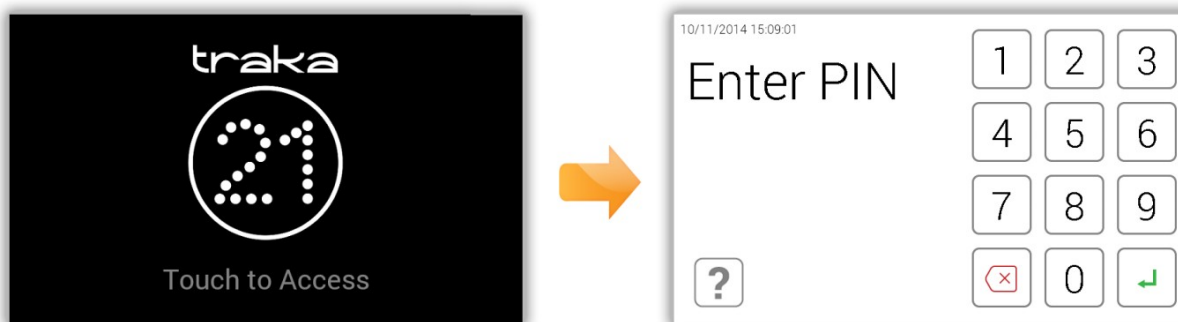 traka
21
Touch to Access
10/11/2014 15:09:01
Enter PIN
1 2 3
4 5 6
7 8 9
?
0